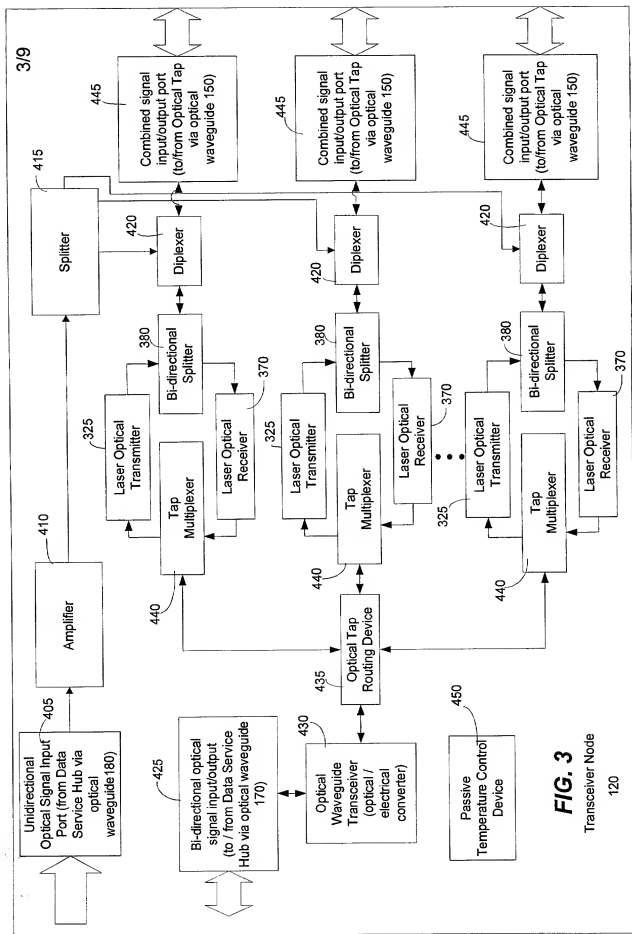 3/9
Unidirectional
405
Optical Signal Input
Port (from Data
Service Hub via
optical
waveguide180)
410
Amplifier
415
Splitter
445
Combined signal
input/output port
(to/from Optical Tap
via optical
waveguide 150)
420
Diplexer
380
Bi-directional
Splitter
325
Laser Optical
Transmitter
370
Laser Optical
Receiver
Tap
Multiplexer
440
445
Combined signal
input/output port
(to/from Optical Tap
via optical
waveguide 150)
420
Diplexer
380
Bi-directional
Splitter
325
Laser Optical
Transmitter
370
Laser Optical
Receiver
Tap
Multiplexer
440
445
Combined signal
input/output port
(to/from Optical Tap
via optical
waveguide 150)
420
Diplexer
380
Bi-directional
Splitter
325
Laser Optical
Transmitter
370
Laser Optical
Receiver
Tap
Multiplexer
440
425
Bi-directional optical
signal input/output
(to / from Data Service
Hub via optical waveguide
170)
430
Optical
Waveguide
Transceiver
(optical /
electrical
converter)
435
Optical Tap
Routing Device
450
Passive
Temperature Control
Device
FIG. 3
Transceiver Node
120